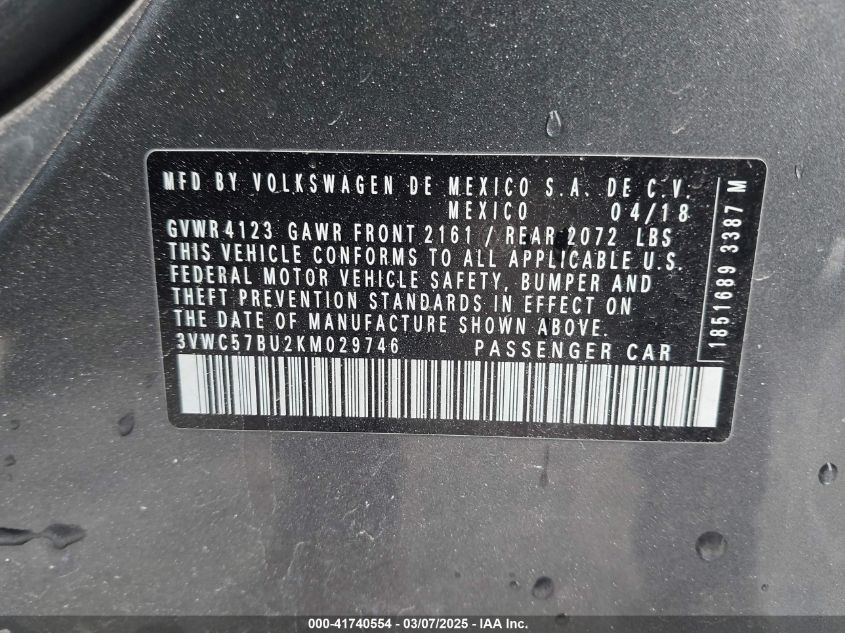 MFD BY VOLKSWAGEN DE MEXICO S.A. DE C.V.
MEXICO 04/18
GVWR 4123 GAWR FRONT 2161 / REAR 2072 LBS
THIS VEHICLE CONFORMS TO ALL APPLICABLE U.S.
FEDERAL MOTOR VEHICLE SAFETY, BUMPER AND
THEFT PREVENTION STANDARDS IN EFFECT ON
THE DATE OF MANUFACTURE SHOWN ABOVE.
3VWC57BU2KM029746 PASSENGER CAR
1851689 3387 M
000-41740554 — 03/07/2025 — IAA Inc.